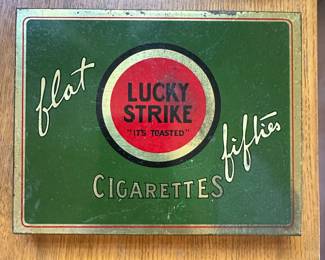 flat
LUCKY
STRIKE
"IT'S TOASTED"
fifties
CIGARETTES